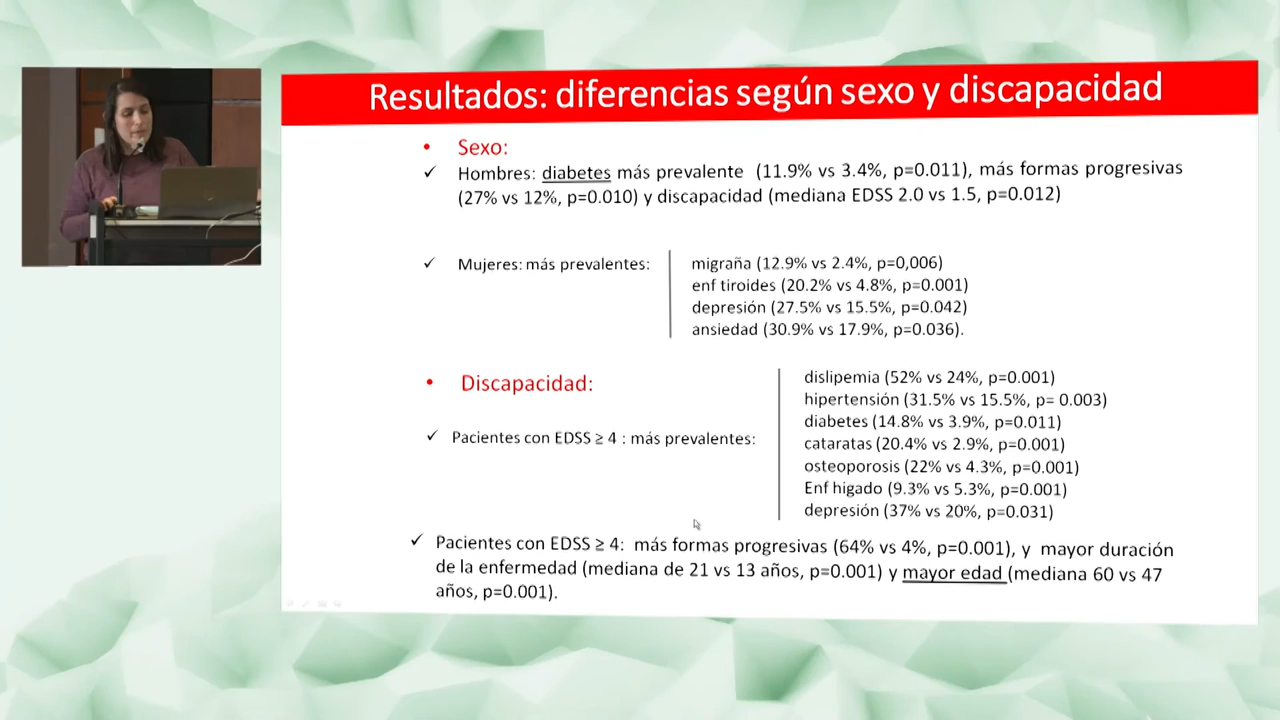 Resultados: diferencias según sexo y discapacidad
• Sexo:
✓ Hombres: diabetes más prevalente (11.9% vs 3.4%, p=0.011), más formas progresivas
(27% vs 12%, p=0.010) y discapacidad (mediana EDSS 2.0 vs 1.5, p=0.012)
✓ Mujeres: más prevalentes:
migraña (12.9% vs 2.4%, p=0,006)
enf tiroides (20.2% vs 4.8%, p=0.001)
depresión (27.5% vs 15.5%, p=0.042)
ansiedad (30.9% vs 17.9%, p=0.036).
• Discapacidad:
✓ Pacientes con EDSS ≥ 4 : más prevalentes:
dislipemia (52% vs 24%, p=0.001)
hipertensión (31.5% vs 15.5%, p= 0.003)
diabetes (14.8% vs 3.9%, p=0.011)
cataratas (20.4% vs 2.9%, p=0.001)
osteoporosis (22% vs 4.3%, p=0.001)
Enf higado (9.3% vs 5.3%, p=0.001)
depresión (37% vs 20%, p=0.031)
✓ Pacientes con EDSS ≥ 4: más formas progresivas (64% vs 4%, p=0.001), y mayor duración
de la enfermedad (mediana de 21 vs 13 años, p=0.001) y mayor edad (mediana 60 vs 47
años, p=0.001).